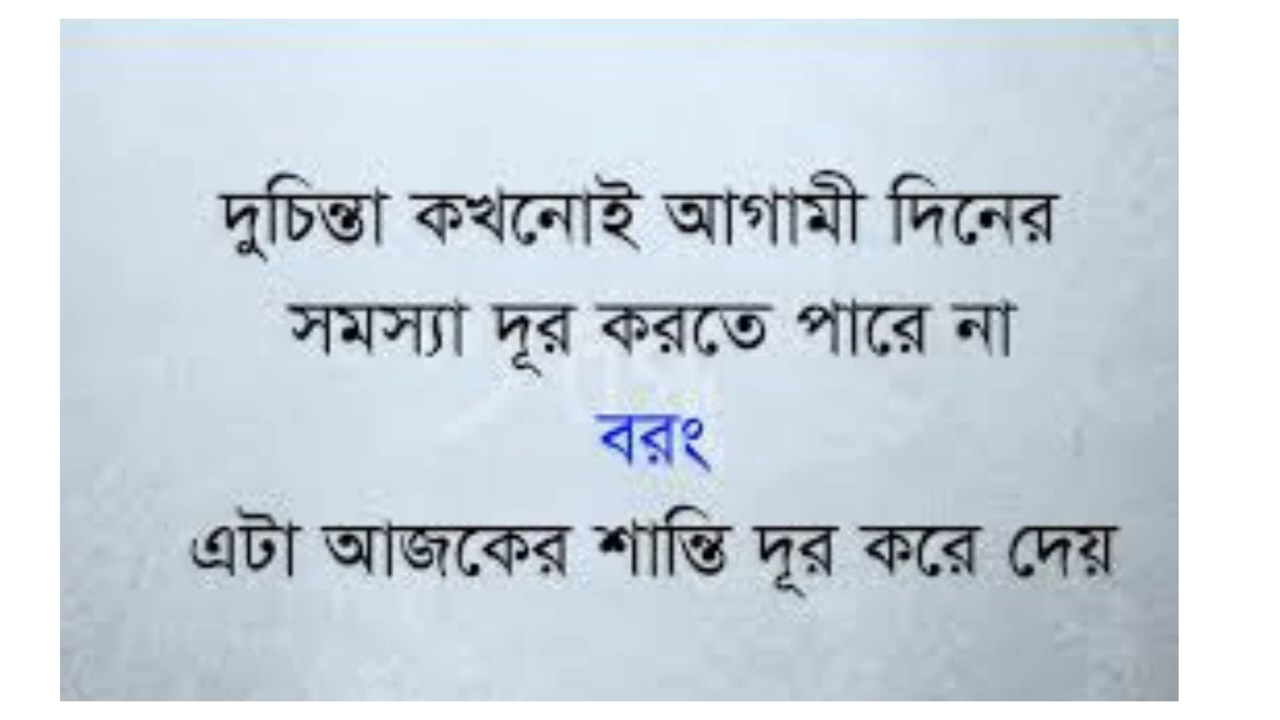 দুচিন্তা কখনোই আগামী দিনের
সমস্যা দূর করতে পারে না
বরং
এটা আজকের শান্তি দূর করে দেয়